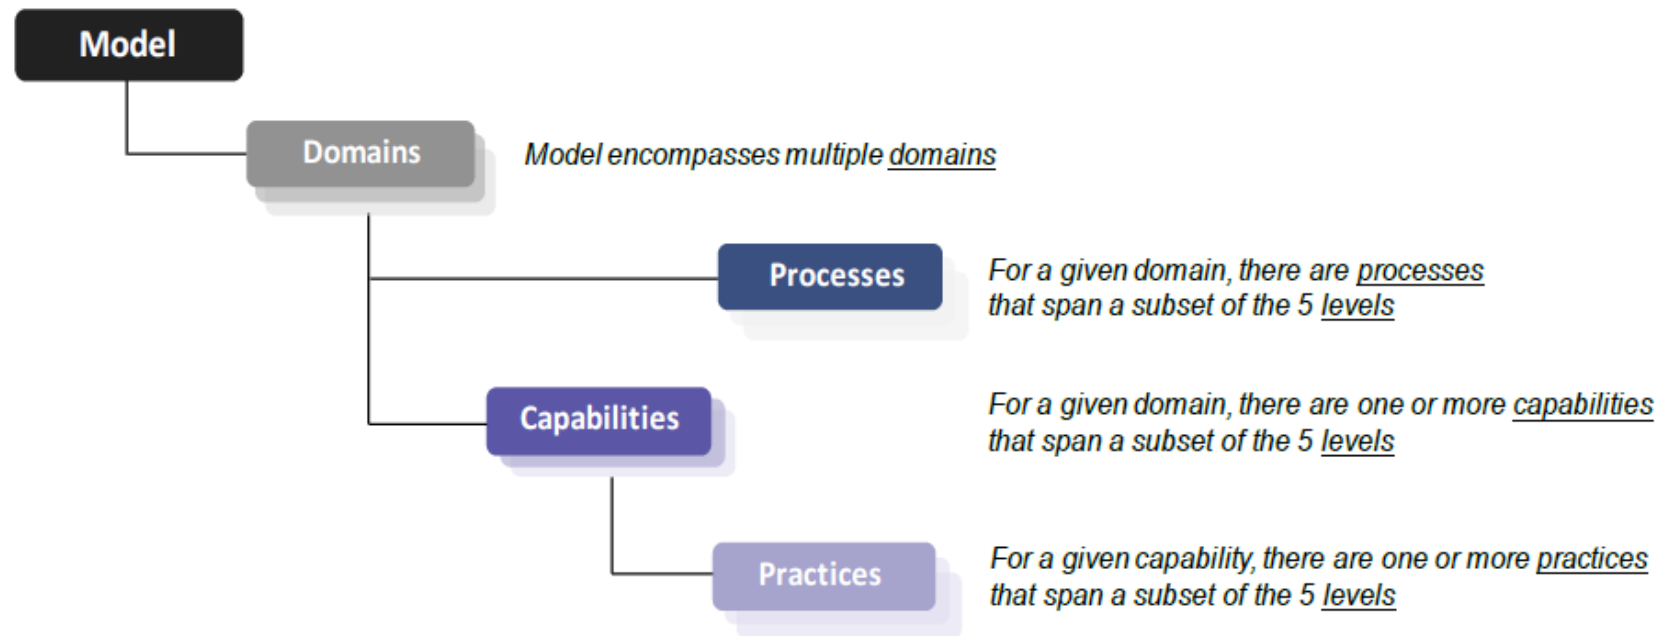 Model
Domains
Model encompasses multiple domains
Processes
For a given domain, there are processes
that span a subset of the 5 levels
Capabilities
For a given domain, there are one or more capabilities
that span a subset of the 5 levels
Practices
For a given capability, there are one or more practices
that span a subset of the 5 levels